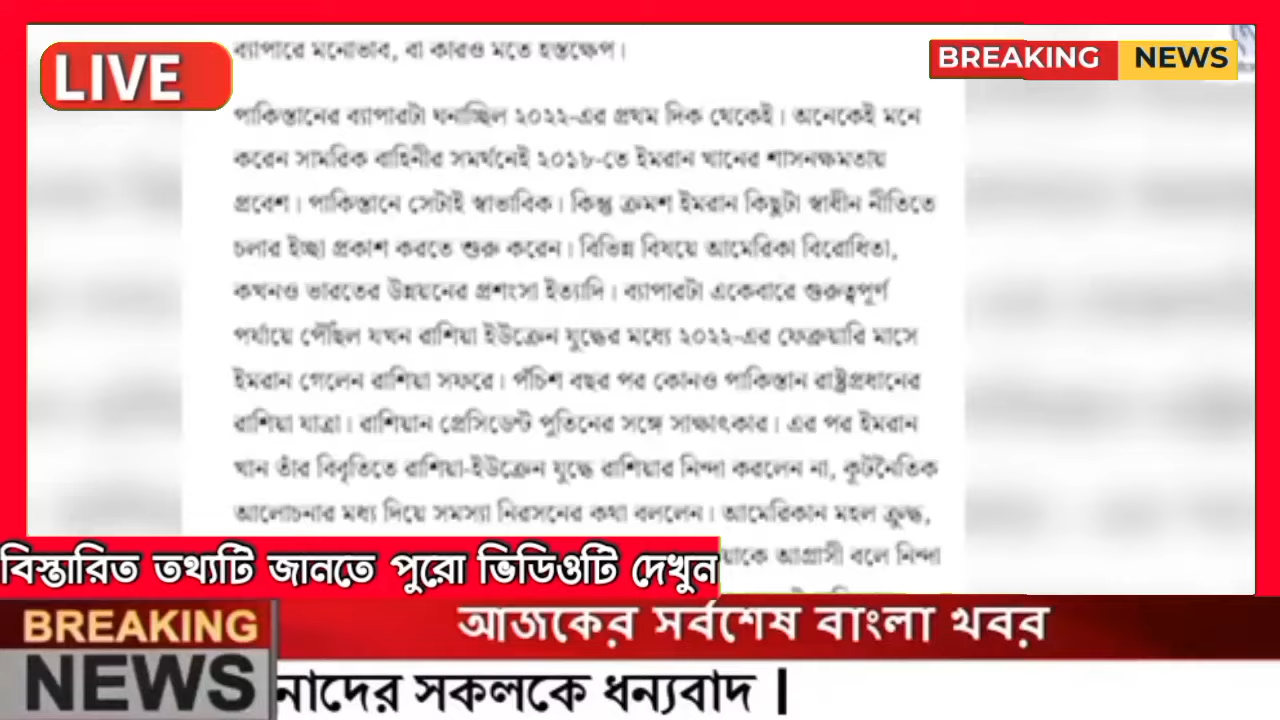 ব্যাপারে মনোভাব, বা কারও মতে হস্তক্ষেপ।
LIVE
BREAKING NEWS
পাকিস্তানের ব্যাপারটা ঘনাচ্ছিল ২০২২-এর প্রথম দিক থেকেই। অনেকেই মনে
করেন সামরিক বাহিনীর সমর্থনেই ২০১৮-তে ইমরান খানের শাসনক্ষমতায়
প্রবেশ। পাকিস্তানে সেটাই স্বাভাবিক। কিন্তু ক্রমশ ইমরান কিছুটা স্বাধীন নীতিতে
চলার ইচ্ছা প্রকাশ করতে শুরু করেন। বিভিন্ন বিষয়ে আমেরিকা বিরোধিতা,
কখনও ভারতের উন্নয়নের প্রশংসা ইত্যাদি। ব্যাপারটা একেবারে গুরুত্বপূর্ণ
পর্যায়ে পৌঁছল যখন রাশিয়া ইউক্রেন যুদ্ধের মধ্যে ২০২২-এর ফেব্রুয়ারি মাসে
ইমরান গেলেন রাশিয়া সফরে। পঁচিশ বছর পর কোনও পাকিস্তান রাষ্ট্রপ্রধানের
রাশিয়া যাত্রা। রাশিয়ান প্রেসিডেন্ট পুতিনের সঙ্গে সাক্ষাৎকার। এর পর ইমরান
খান তাঁর বিবৃতিতে রাশিয়া-ইউক্রেন যুদ্ধে রাশিয়ার নিন্দা করলেন না, কূটনৈতিক
আলোচনার মধ্য দিয়ে সমস্যা নিরসনের কথা বললেন। আমেরিকান মহল ক্রুদ্ধ,
আগ্রাসী বলে নিন্দা
বিস্তারিত তথ্যটি জানতে পুরো ভিডিওটি দেখুন
BREAKING NEWS
আজকের সর্বশেষ বাংলা খবর
নাদের সকলকে ধন্যবাদ |